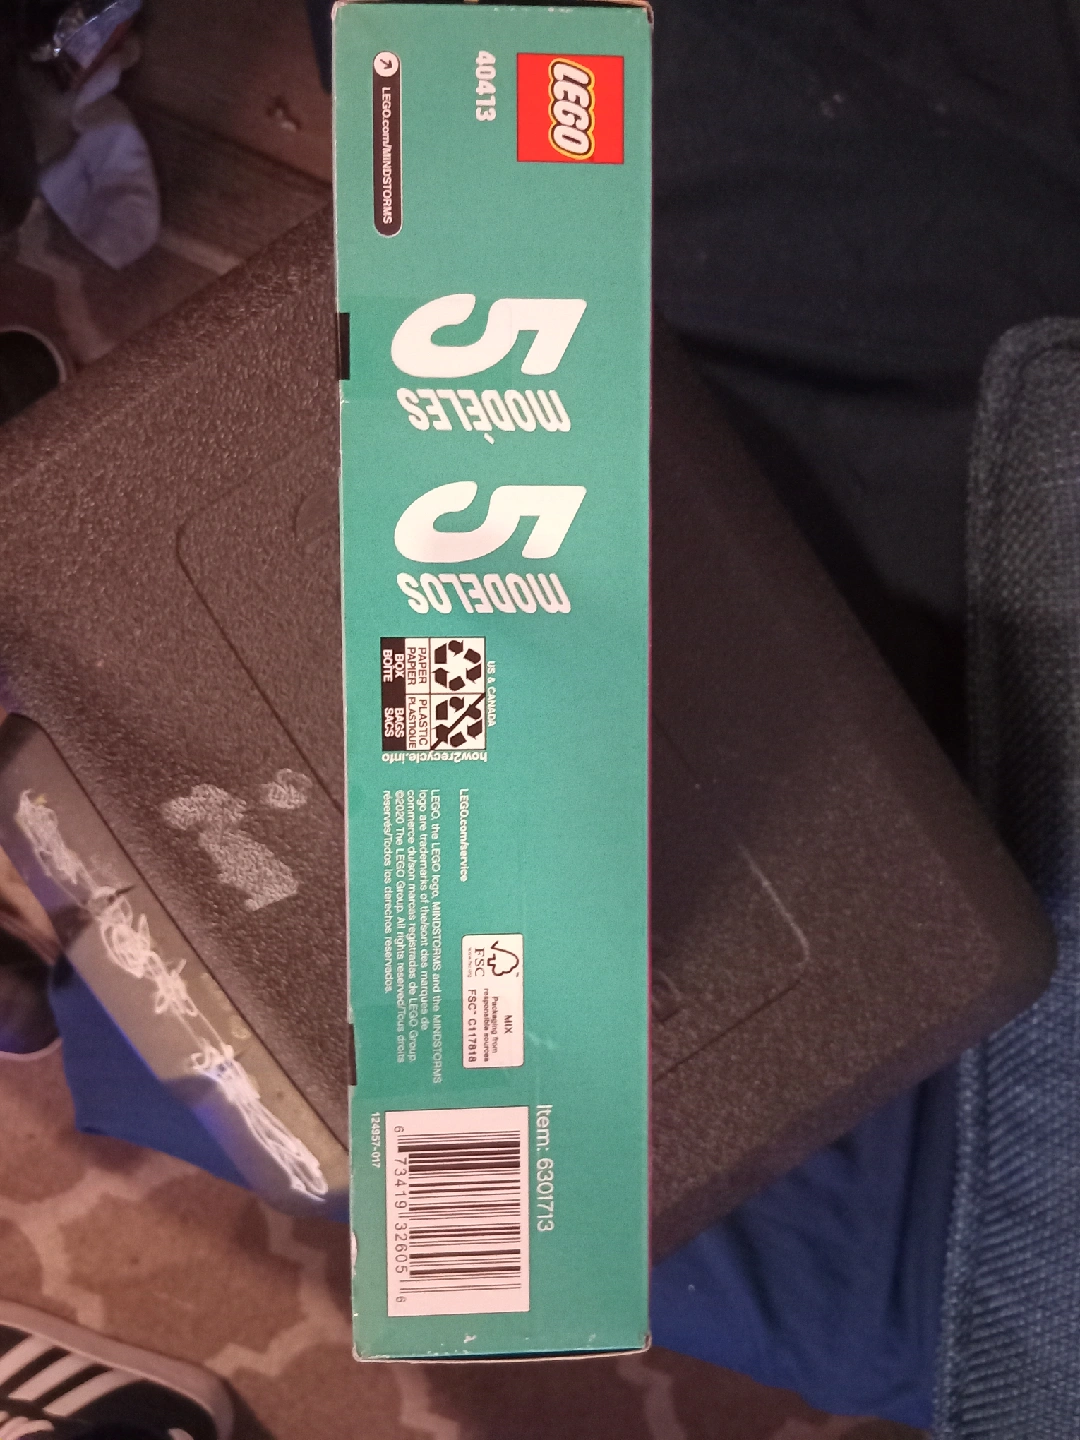 LEGO
40413
LEGO.com/MINDSTORMS
5
MODÈLES
5
MODELOS
US & CANADA
PAPER
PAPIER
BOX
BOÎTE
PLASTIC
PLASTIQUE
BAGS
SACS
how2recycle.info
LEGO.com/service
LEGO, the LEGO logo, MINDSTORMS and the MINDSTORMS
logo are trademarks of the/sont des marques de
commerce du/son marcas registradas de LEGO Group.
©2020 The LEGO Group. All rights reserved/Tous droits
réservés/Todos los derechos reservados.
FSC
www.fsc.org
MIX
Packaging from
responsible sources
FSC™ C117818
Item: 6301713
6 73419 32605 6
124957-017